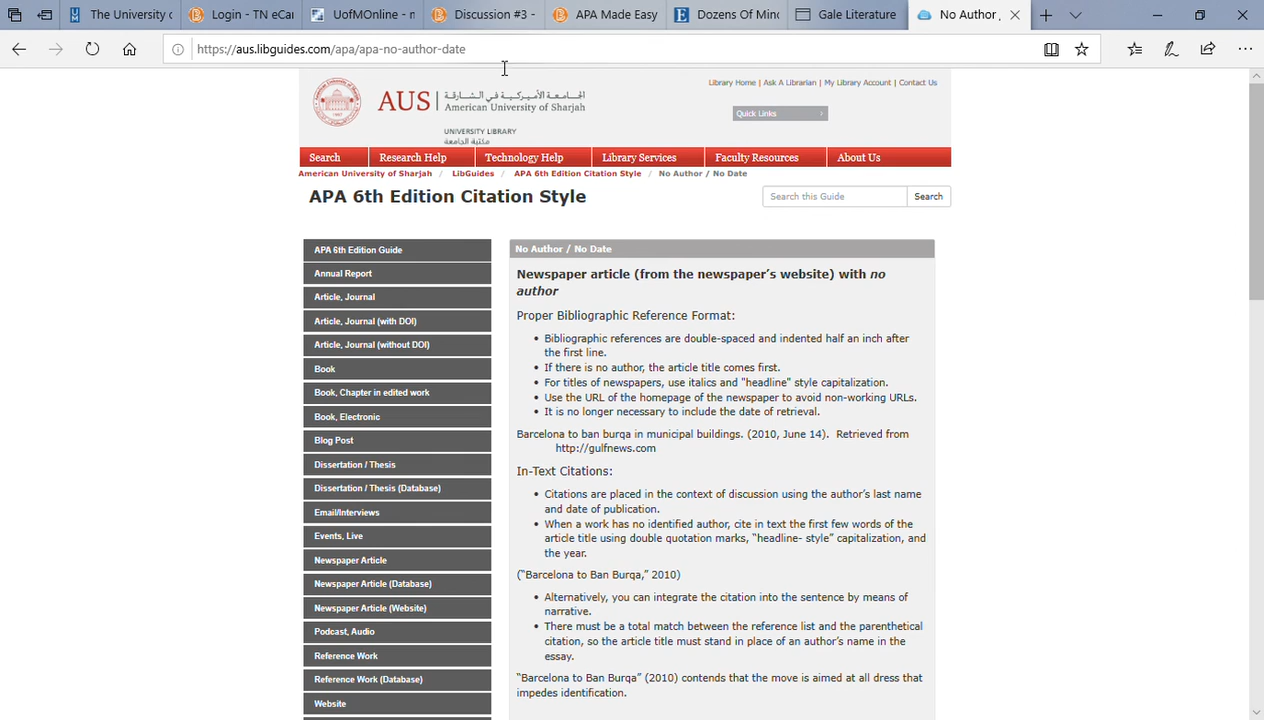 The University o
Login - TN eCar
UofMOnline - m
Discussion #3 -
APA Made Easy
Dozens Of Mind
Gale Literature
No Author
https://aus.libguides.com/apa/apa-no-author-date
AUS
الجامعة الأميركية في الشارقة
American University of Sharjah
UNIVERSITY LIBRARY
مكتبة الجامعة
Library Home | Ask A Librarian | My Library Account | Contact Us
Quick Links
Search Research Help Technology Help Library Services Faculty Resources About Us
American University of Sharjah / LibGuides / APA 6th Edition Citation Style / No Author / No Date
APA 6th Edition Citation Style
Search this Guide Search
APA 6th Edition Guide
Annual Report
Article, Journal
Article, Journal (with DOI)
Article, Journal (without DOI)
Book
Book, Chapter in edited work
Book, Electronic
Blog Post
Dissertation / Thesis
Dissertation / Thesis (Database)
Email/Interviews
Events, Live
Newspaper Article
Newspaper Article (Database)
Newspaper Article (Website)
Podcast, Audio
Reference Work
Reference Work (Database)
Website
No Author / No Date
Newspaper article (from the newspaper's website) with no
author
Proper Bibliographic Reference Format:
• Bibliographic references are double-spaced and indented half an inch after
the first line.
• If there is no author, the article title comes first.
• For titles of newspapers, use italics and "headline" style capitalization.
• Use the URL of the homepage of the newspaper to avoid non-working URLs.
• It is no longer necessary to include the date of retrieval.
Barcelona to ban burqa in municipal buildings. (2010, June 14). Retrieved from
http://gulfnews.com
In-Text Citations:
• Citations are placed in the context of discussion using the author's last name
and date of publication.
• When a work has no identified author, cite in text the first few words of the
article title using double quotation marks, "headline- style" capitalization, and
the year.
("Barcelona to Ban Burqa," 2010)
• Alternatively, you can integrate the citation into the sentence by means of
narrative.
• There must be a total match between the reference list and the parenthetical
citation, so the article title must stand in place of an author's name in the
essay.
"Barcelona to Ban Burqa" (2010) contends that the move is aimed at all dress that
impedes identification.